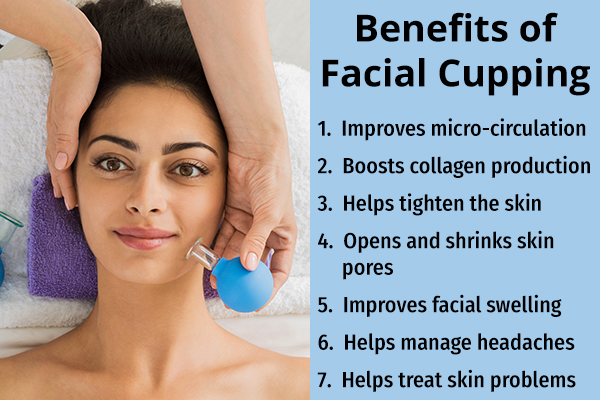 Benefits of
Facial Cupping
1. Improves micro-circulation
2. Boosts collagen production
3. Helps tighten the skin
4. Opens and shrinks skin
pores
5. Improves facial swelling
6. Helps manage headaches
7. Helps treat skin problems